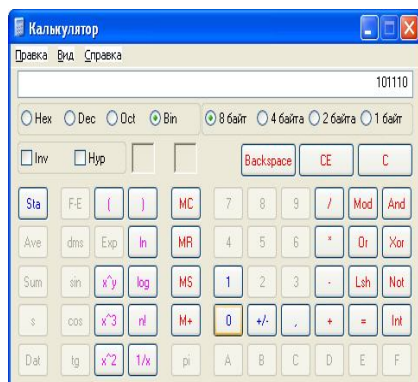 Калькулятор
Правка Вид Справка
101110
Hex Dec Oct Bin 8 байт 4 байта 2 байта 1 байт
Inv Hyp Backspace CE C
Sta F-E ( ) MC 7 8 9 / Mod And
Ave dms Exp ln MR 4 5 6 * Or Xor
Sum sin x^y log MS 1 2 3 - Lsh Not
s cos x^3 n! M+ 0 +/- , + = Int
Dat tg x^2 1/x pi A B C D E F